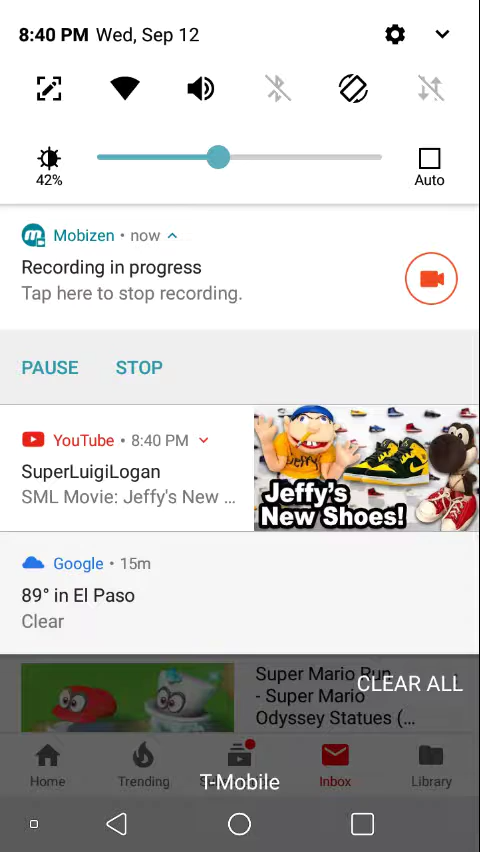 8:40 PM Wed, Sep 12
42%
Auto
Mobizen • now
Recording in progress
Tap here to stop recording.
PAUSE STOP
YouTube • 8:40 PM
SuperLuigiLogan
SML Movie: Jeffy's New ...
Jeffy's
New Shoes!
Jeffy
Google • 15m
89° in El Paso
Clear
Super Mario Run
- Super Mario
Odyssey Statues (...
CLEAR ALL
Home Trending Inbox Library
T-Mobile